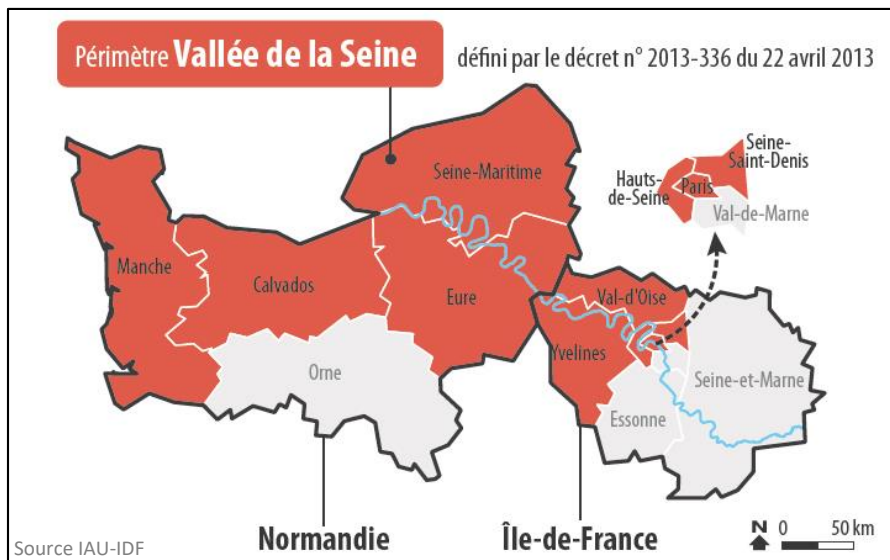 Périmètre Vallée de la Seine
défini par le décret n° 2013-336 du 22 avril 2013
Seine-Maritime
Seine-
Saint-Denis
Hauts-
de-Seine
Paris
Val-de-Marne
Manche
Calvados
Eure
Val-d'Oise
Orne
Yvelines
Seine-et-Marne
Essonne
Normandie
Île-de-France
N
0 50 km
Source IAU-IDF